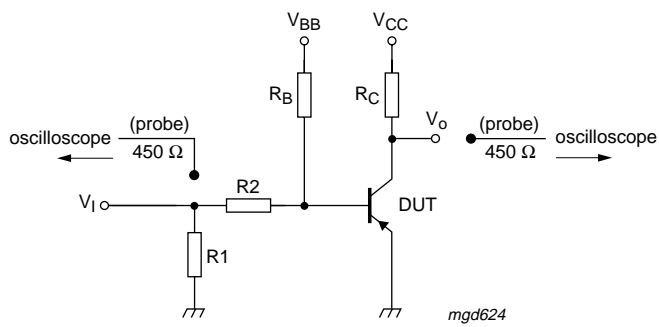 V_BB V_CC
R_B R_C
(probe) V_o (probe)
oscilloscope oscilloscope
450 Ω 450 Ω
R2
V_I DUT
R1
mgd624